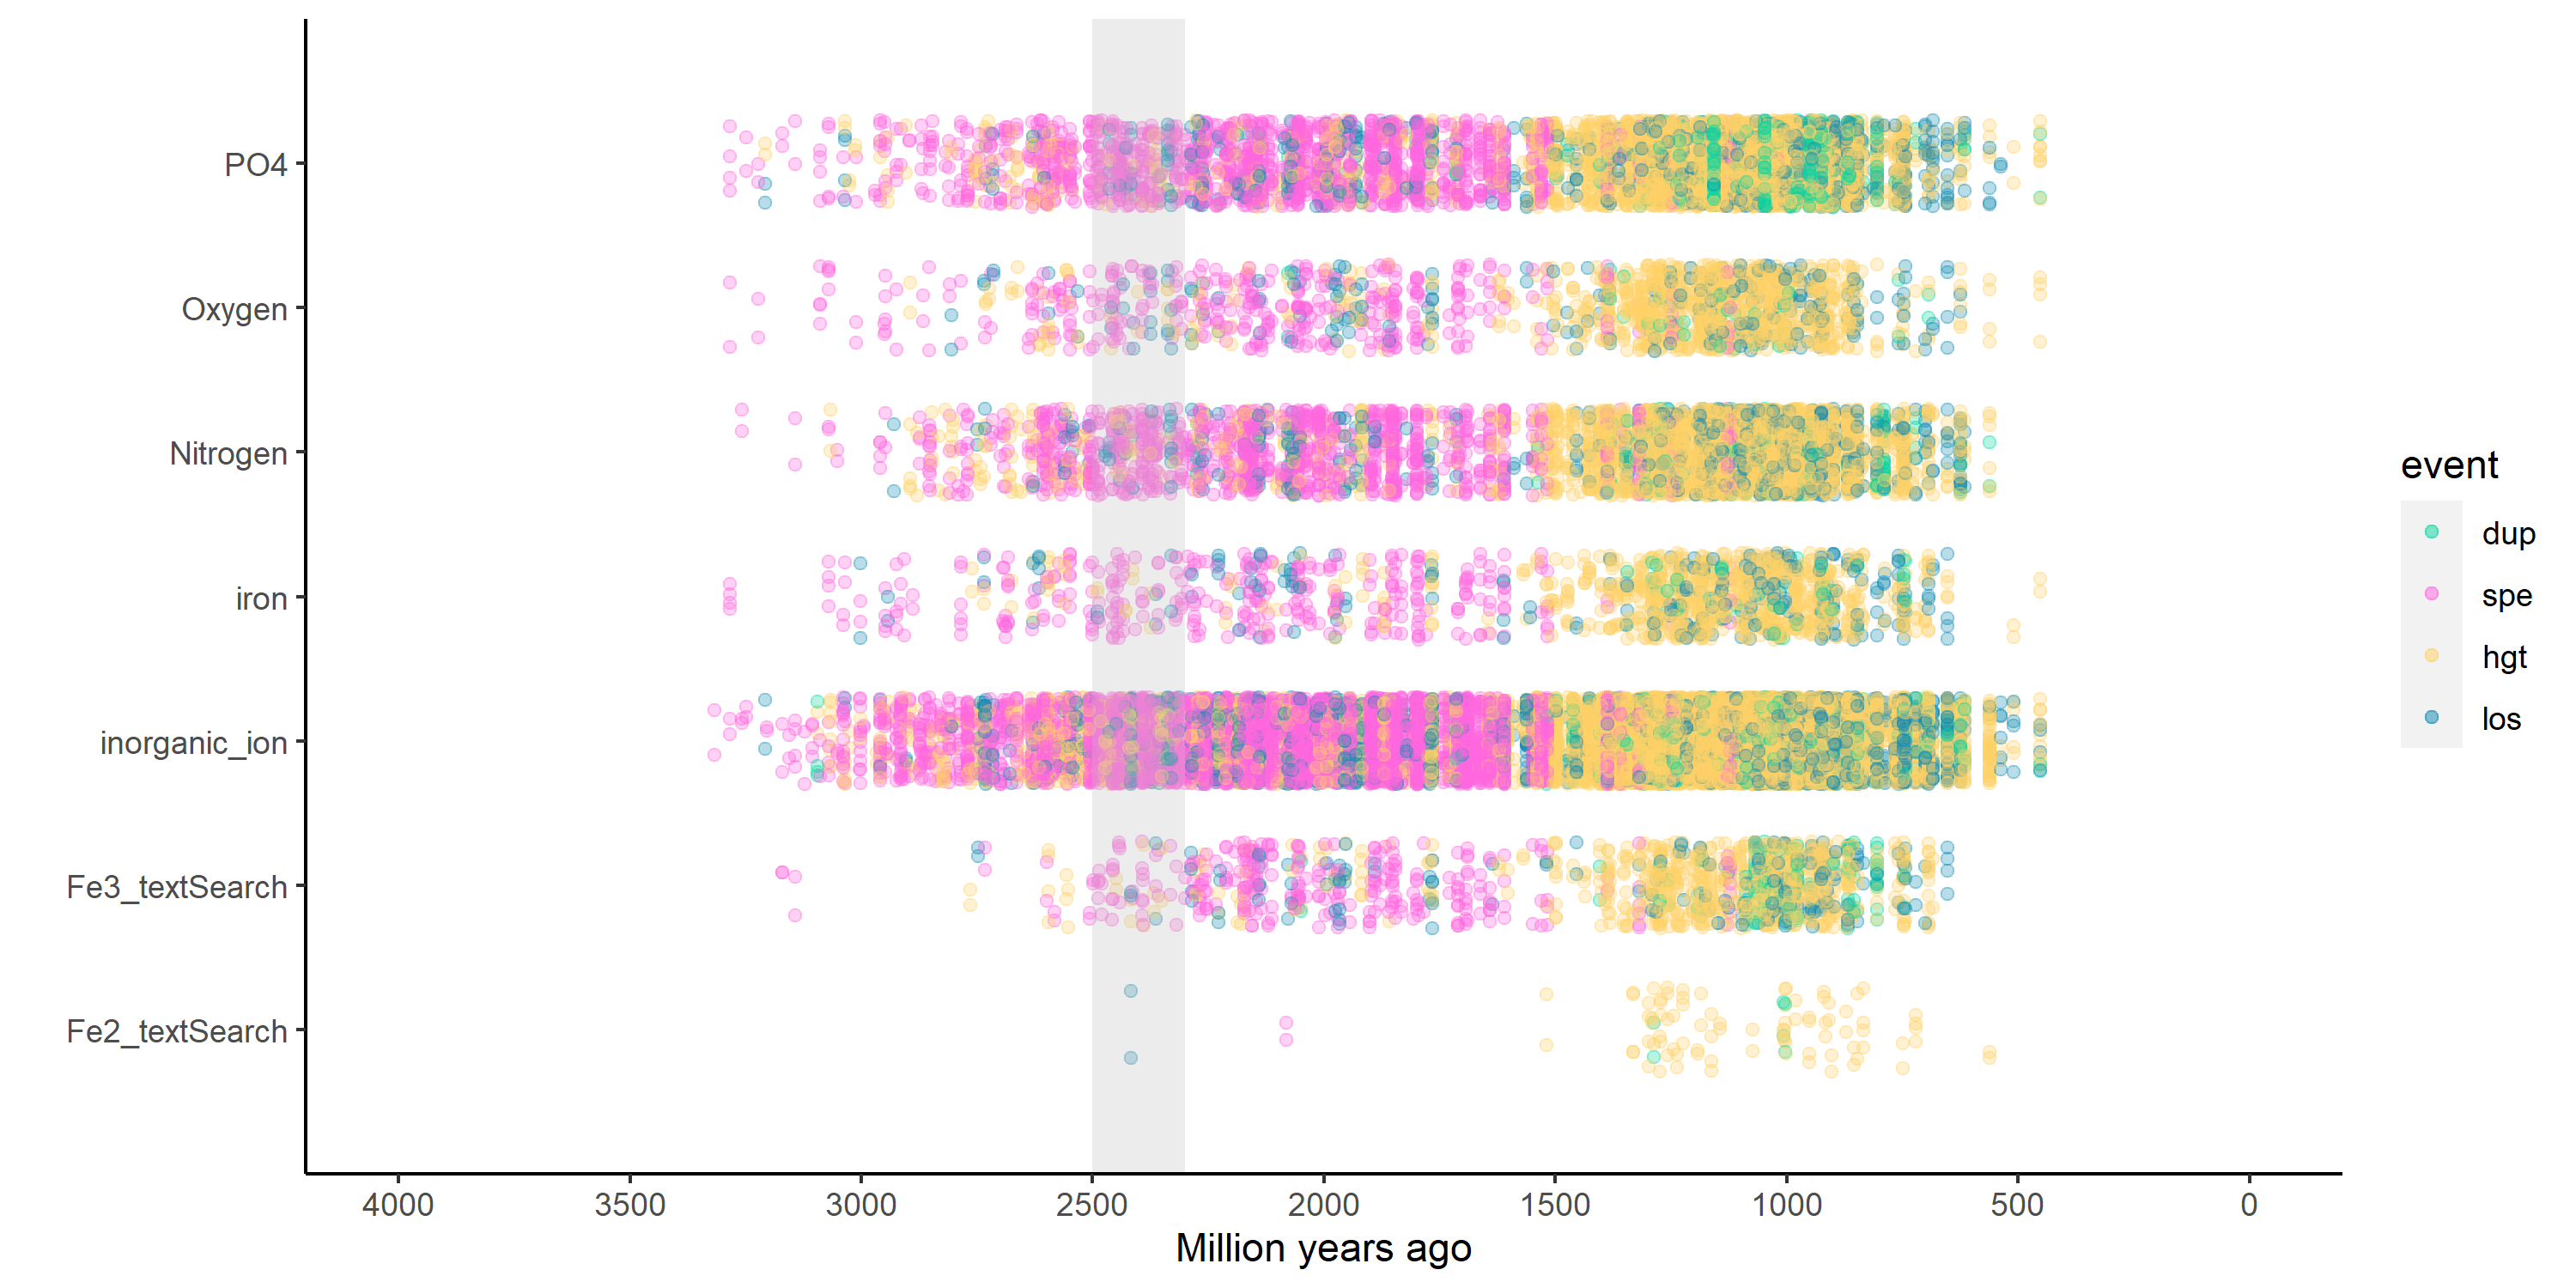 PO4
Oxygen
Nitrogen
iron
inorganic_ion
Fe3_textSearch
Fe2_textSearch
4000 3500 3000 2500 2000 1500 1000 500 0
Million years ago
event
dup
spe
hgt
los